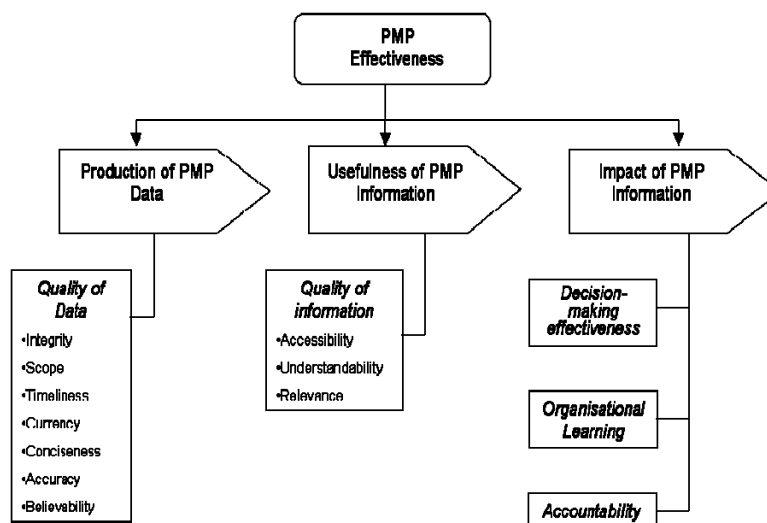 PMP
Effectiveness
Production of PMP
Data
Usefulness of PMP
Information
Impact of PMP
Information
Quality of
Data
•Integrity
•Scope
•Timeliness
•Currency
•Conciseness
•Accuracy
•Believability
Quality of
information
•Accessibility
•Understandability
•Relevance
Decision-
making
effectiveness
Organisational
Learning
Accountability